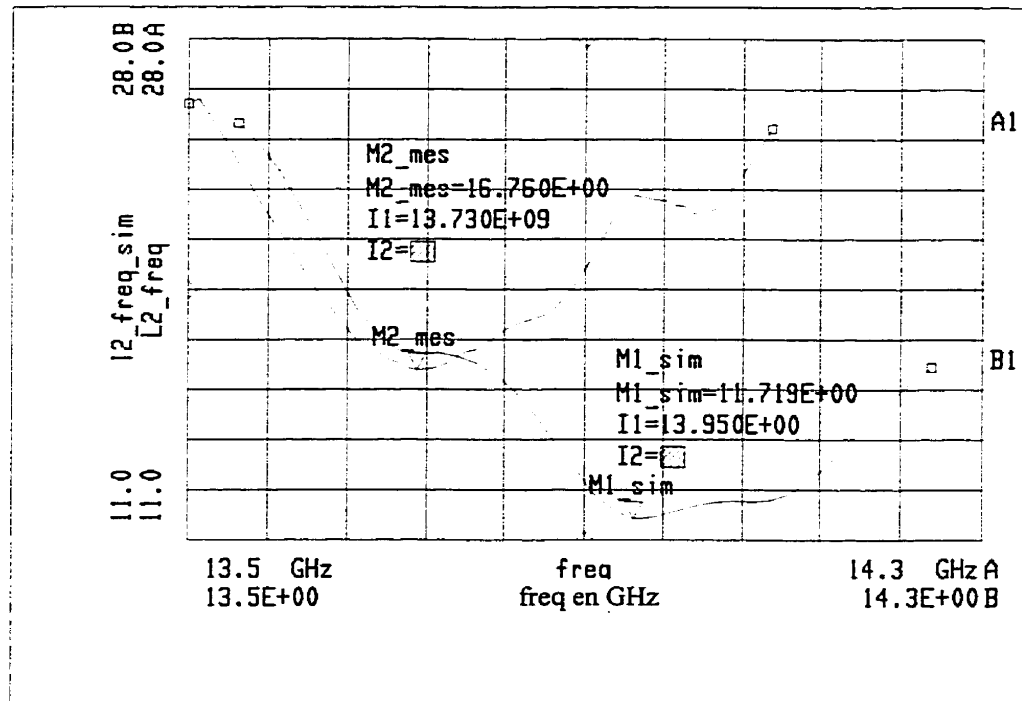 28.0B
28.0A
I2_freq_sim
L2_freq
11.0
11.0
A1
M2_mes
M2_mes=16.760E+00
I1=13.730E+09
I2=
M2_mes
B1
M1_sim
M1_sim=11.719E+00
I1=13.950E+00
I2=
M1_sim
13.5 GHz freq 14.3 GHz A
13.5E+00 freq en GHz 14.3E+00 B